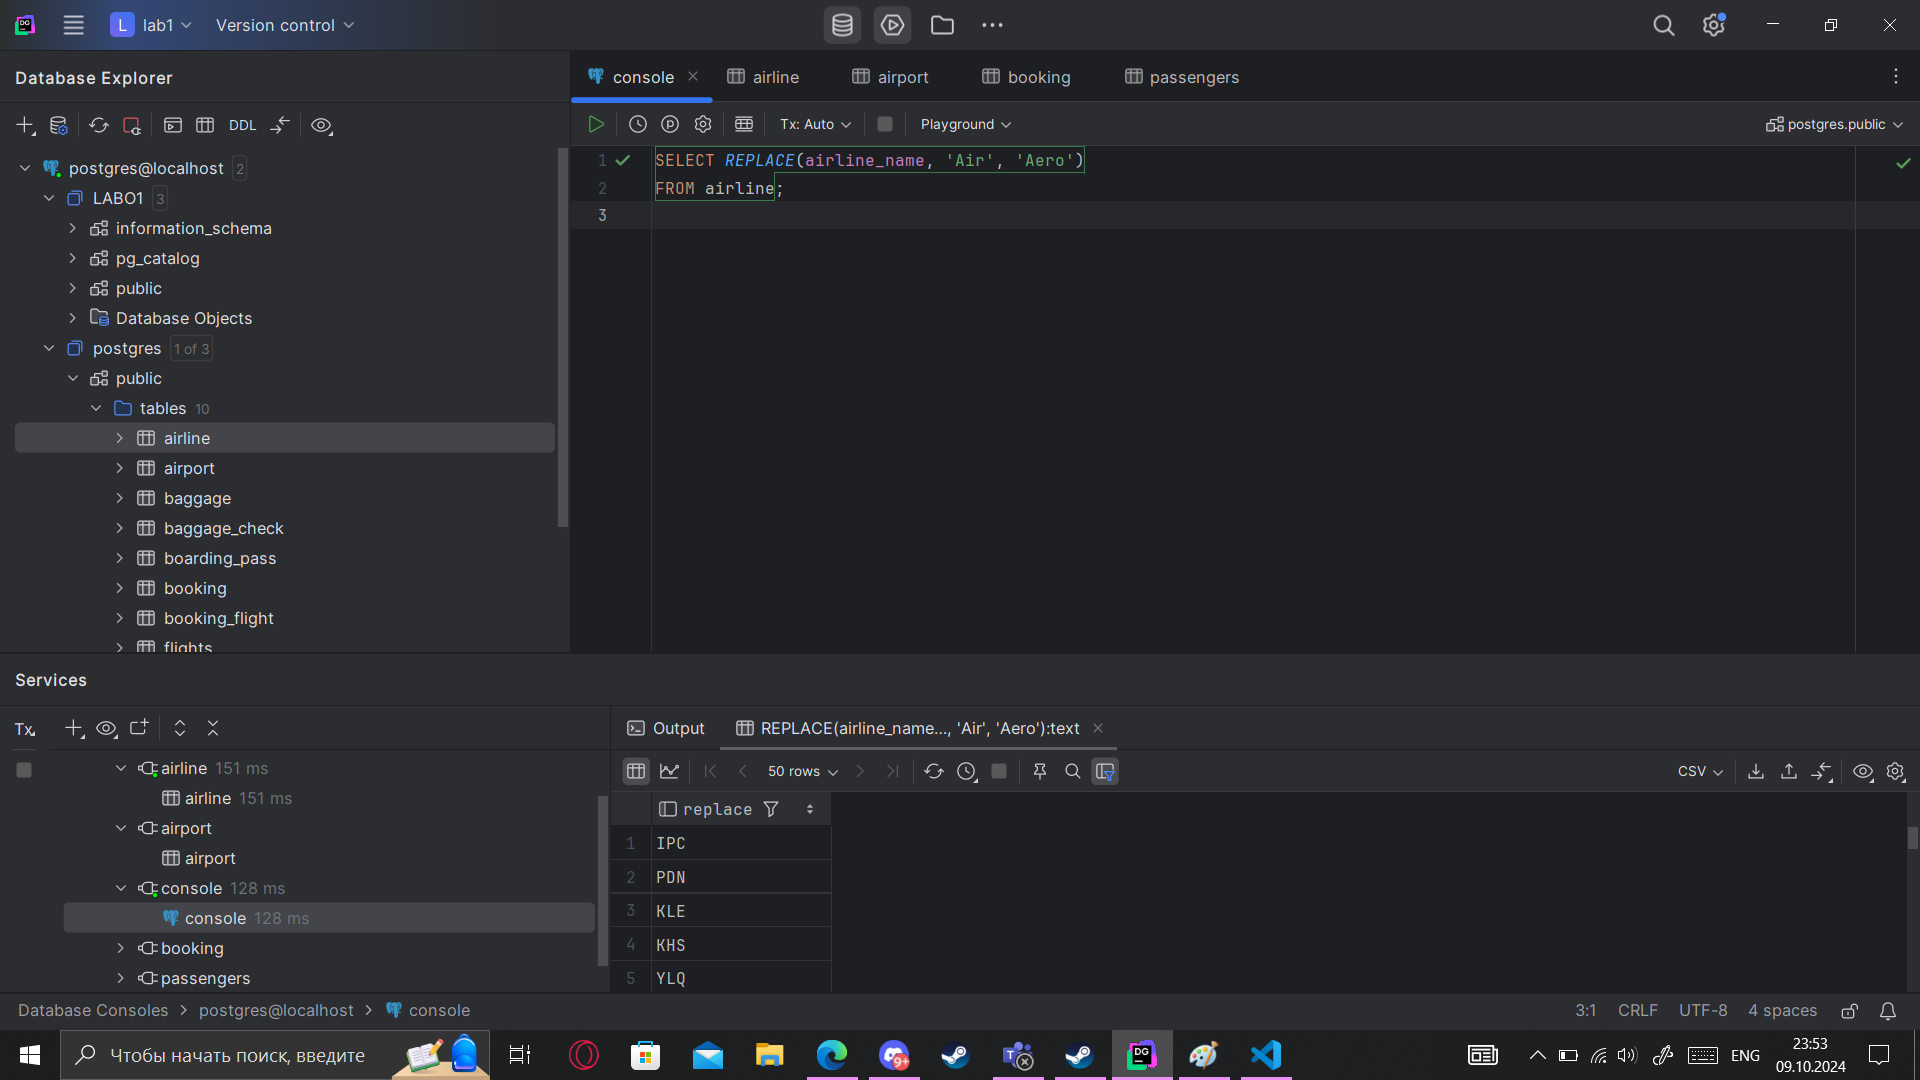 L lab1 Version control
Database Explorer
console airline airport booking passengers
DDL
Tx: Auto Playground postgres.public
postgres@localhost 2
LABO1 3
information_schema
pg_catalog
public
Database Objects
postgres 1 of 3
public
tables 10
airline
airport
baggage
baggage_check
boarding_pass
booking
booking_flight
flights
1 SELECT REPLACE(airline_name, 'Air', 'Aero')
2 FROM airline;
3
Services
Tx
airline 151 ms
airline 151 ms
airport
airport
console 128 ms
console 128 ms
booking
passengers
Output REPLACE(airline_name..., 'Air', 'Aero'):text
50 rows CSV
replace
1 IPC
2 PDN
3 KLE
4 KHS
5 YLQ
Database Consoles > postgres@localhost > console
3:1 CRLF UTF-8 4 spaces
Чтобы начать поиск, введите
9+
DG
ENG
23:53
09.10.2024